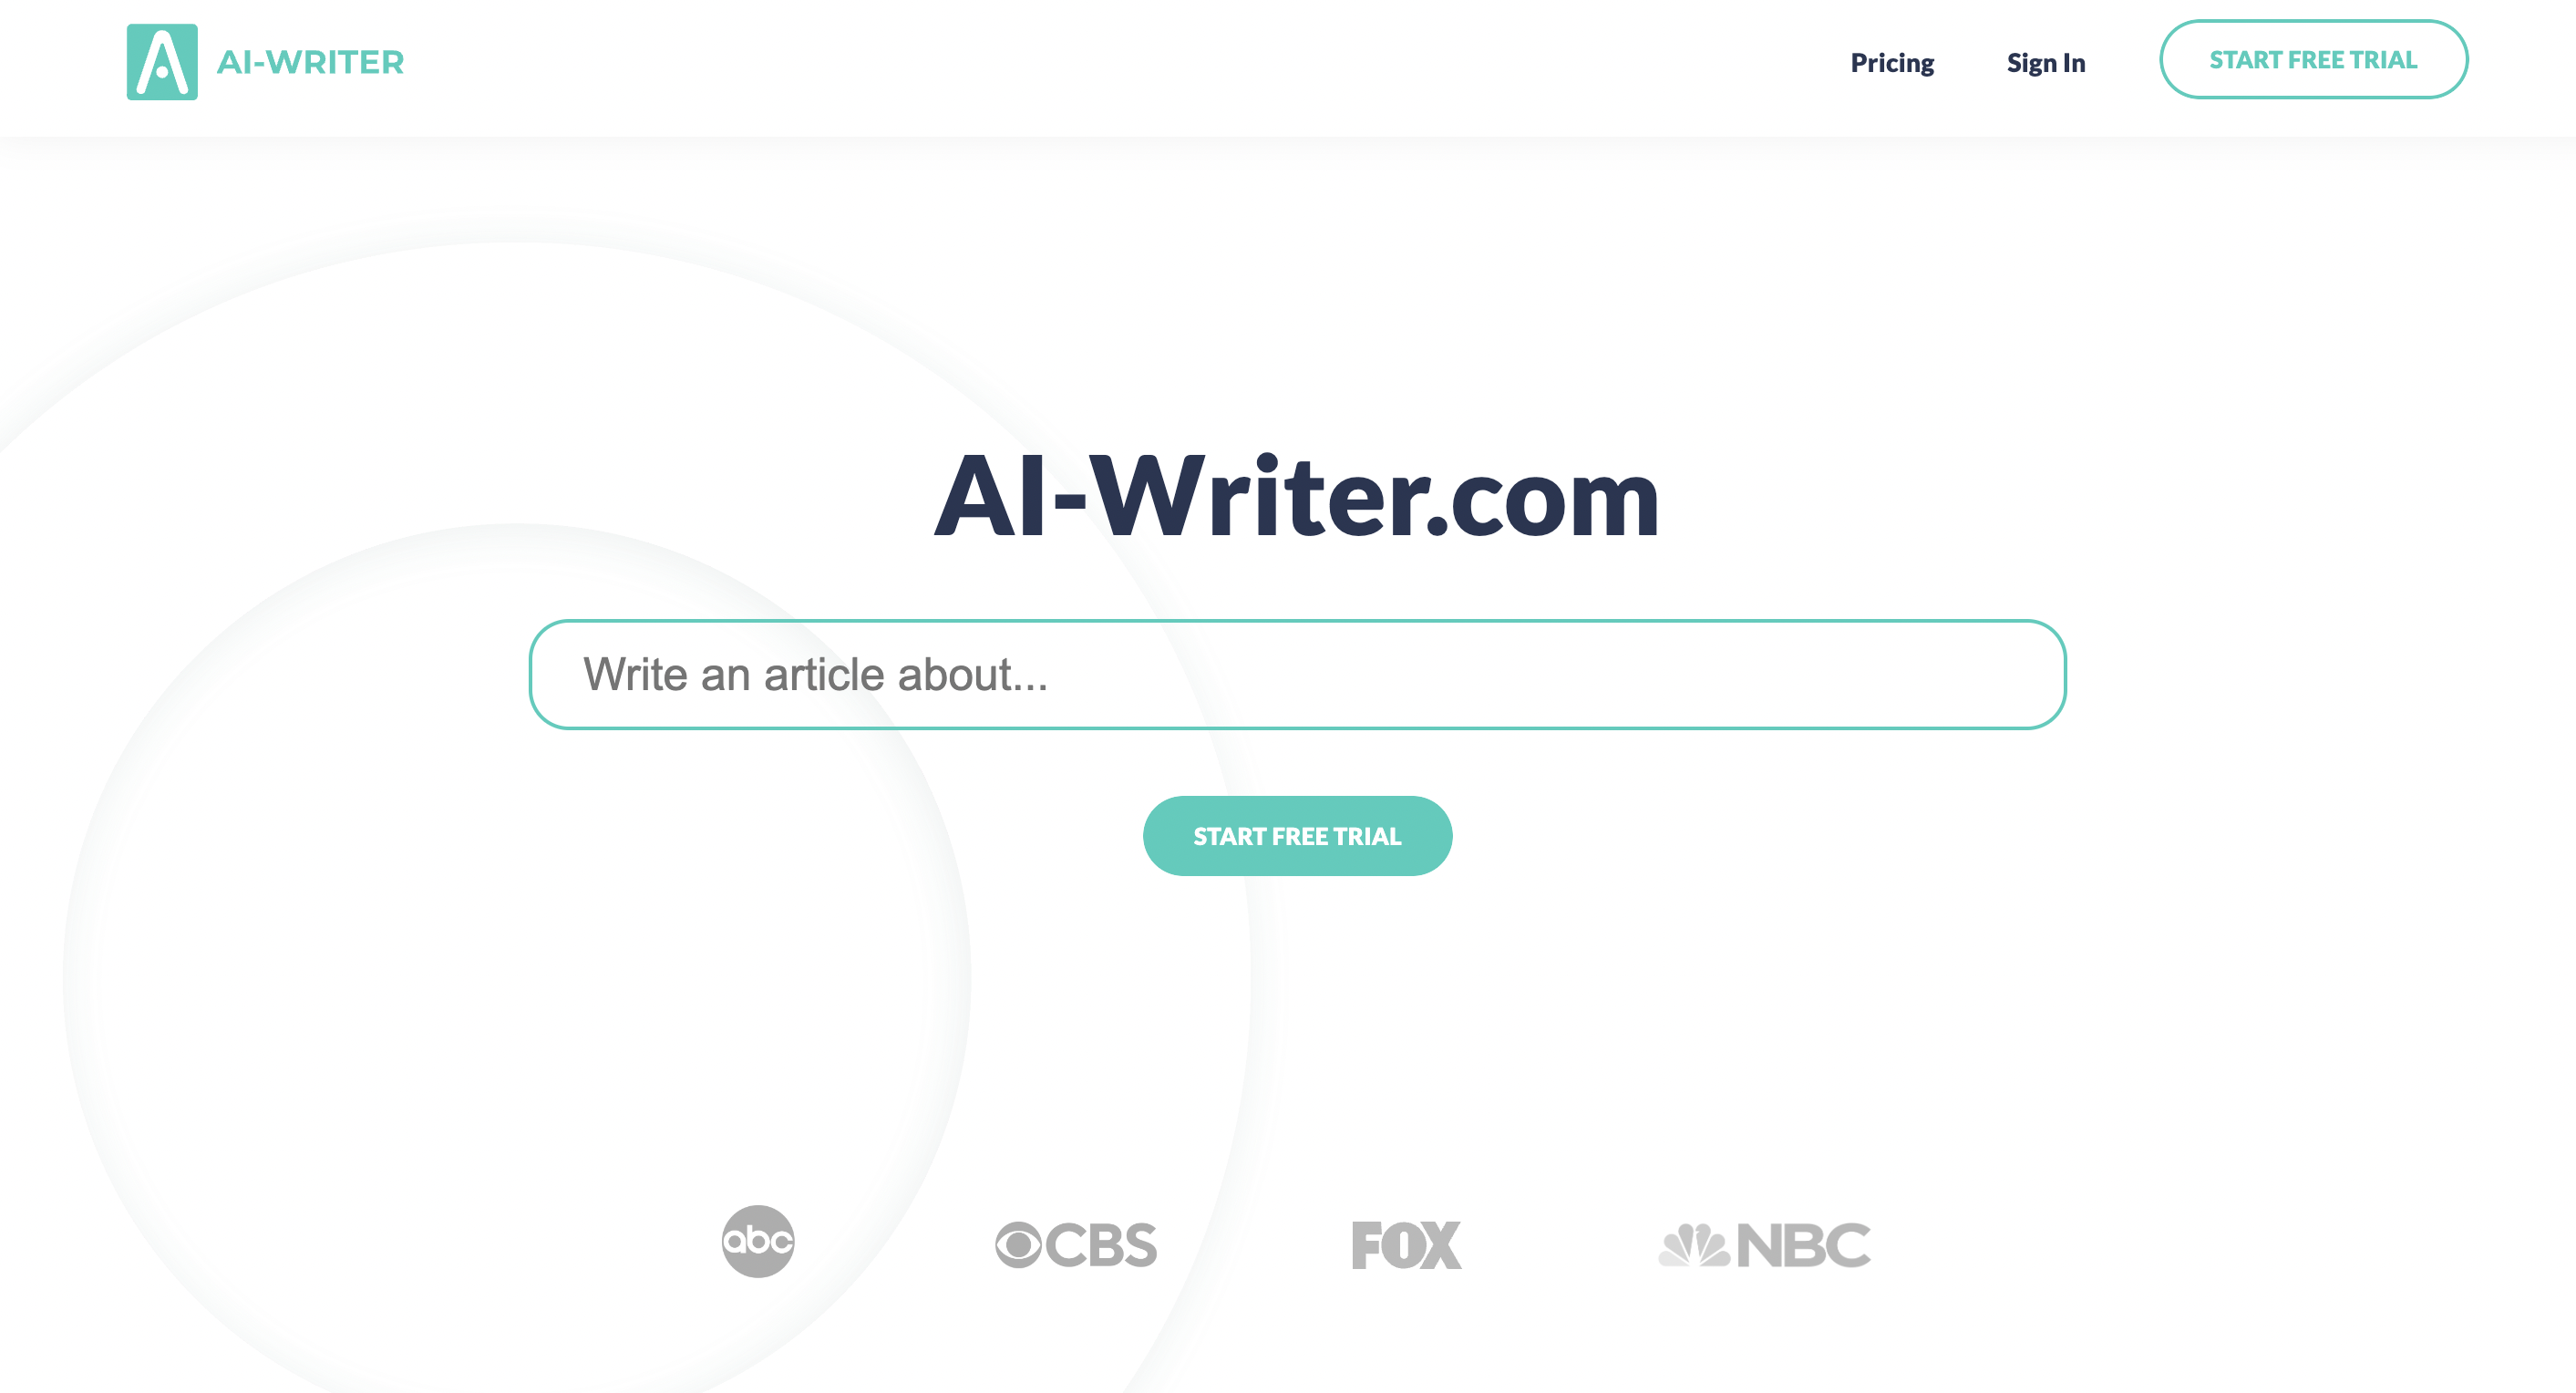 AI-WRITER
Pricing
Sign In
START FREE TRIAL
AI-Writer.com
Write an article about...
START FREE TRIAL
abc
CBS
FOX
NBC